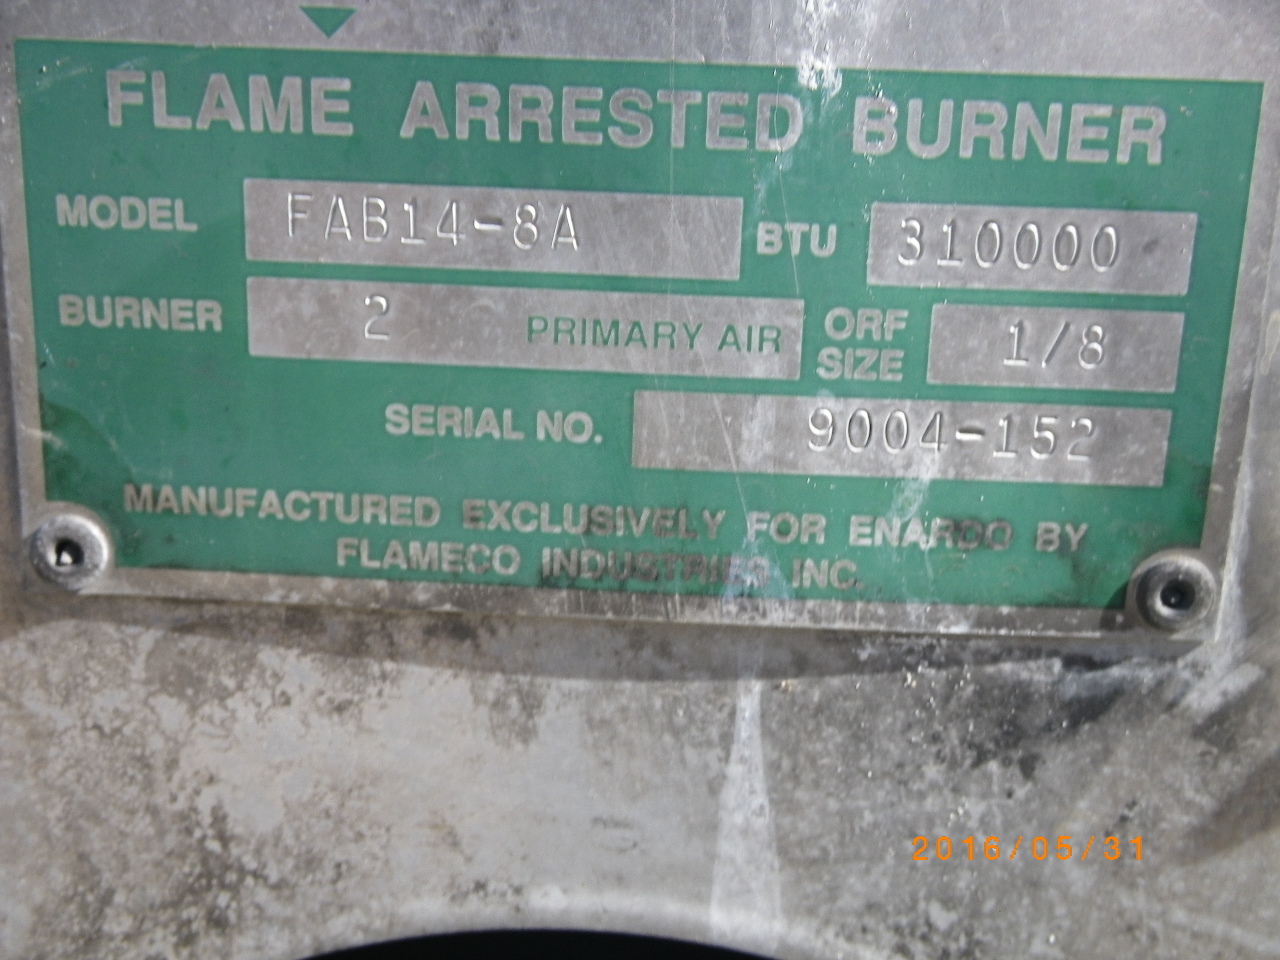 FLAME ARRESTED BURNER
MODEL FAB14-8A BTU 310000
BURNER 2 PRIMARY AIR ORF SIZE 1/8
SERIAL NO. 9004-152
MANUFACTURED EXCLUSIVELY FOR ENARDO BY
FLAMECO INDUSTRIES INC.
2016/05/31